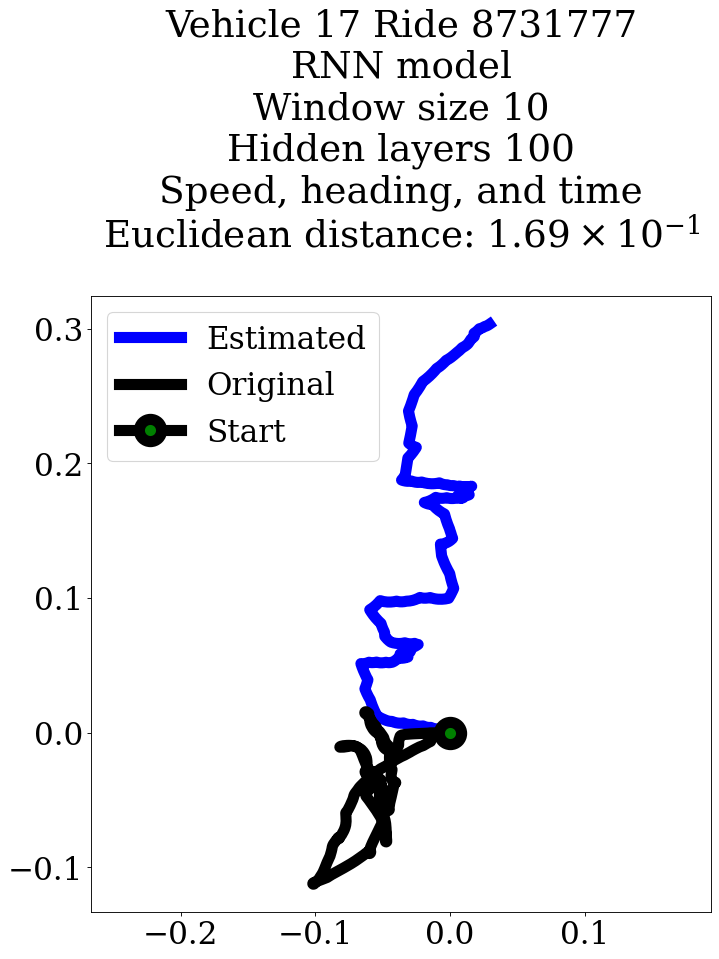 Vehicle 17 Ride 8731777
RNN model
Window size 10
Hidden layers 100
Speed, heading, and time
Euclidean distance: 1.69 × 10⁻¹
Estimated
Original
Start
0.3
0.2
0.1
0.0
−0.1
−0.2 −0.1 0.0 0.1